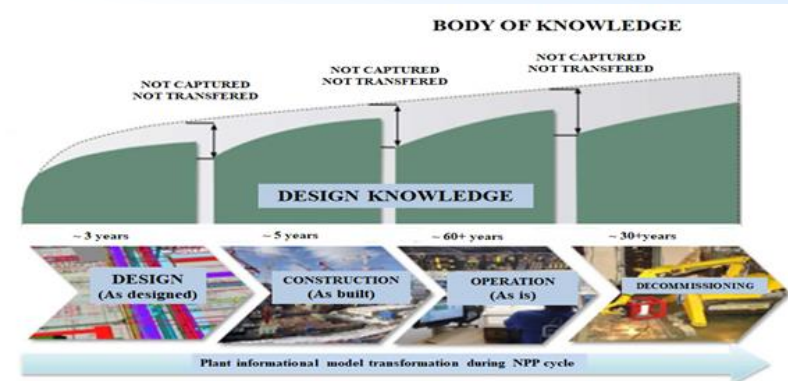 BODY OF KNOWLEDGE
NOT CAPTURED
NOT TRANSFERED
NOT CAPTURED
NOT TRANSFERED
NOT CAPTURED
NOT TRANSFERED
DESIGN KNOWLEDGE
~ 3 years
~ 5 years
~ 60+ years
~ 30+years
DESIGN
(As designed)
CONSTRUCTION
(As built)
OPERATION
(As is)
DECOMMISSIONING
Plant informational model transformation during NPP cycle